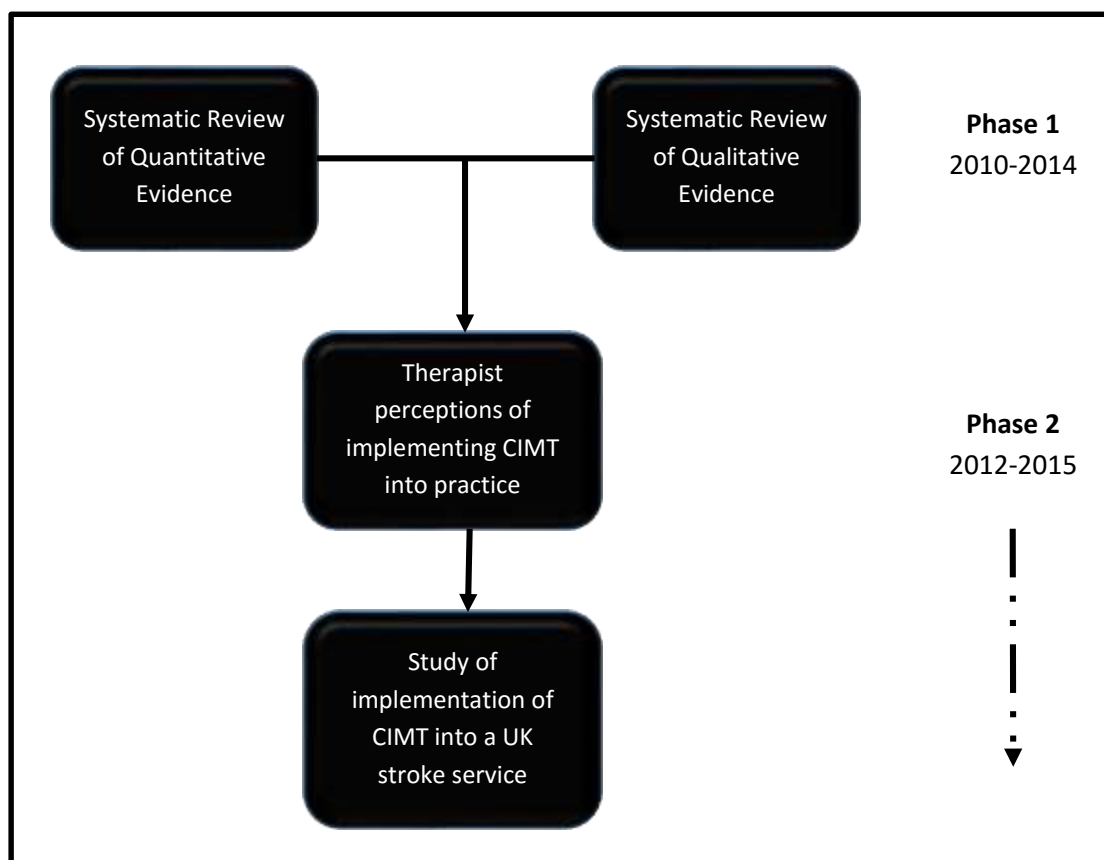 Systematic Review
of Quantitative
Evidence
Systematic Review
of Qualitative
Evidence
Phase 1
2010-2014
Therapist
perceptions of
implementing CIMT
into practice
Phase 2
2012-2015
Study of
implementation of
CIMT into a UK
stroke service